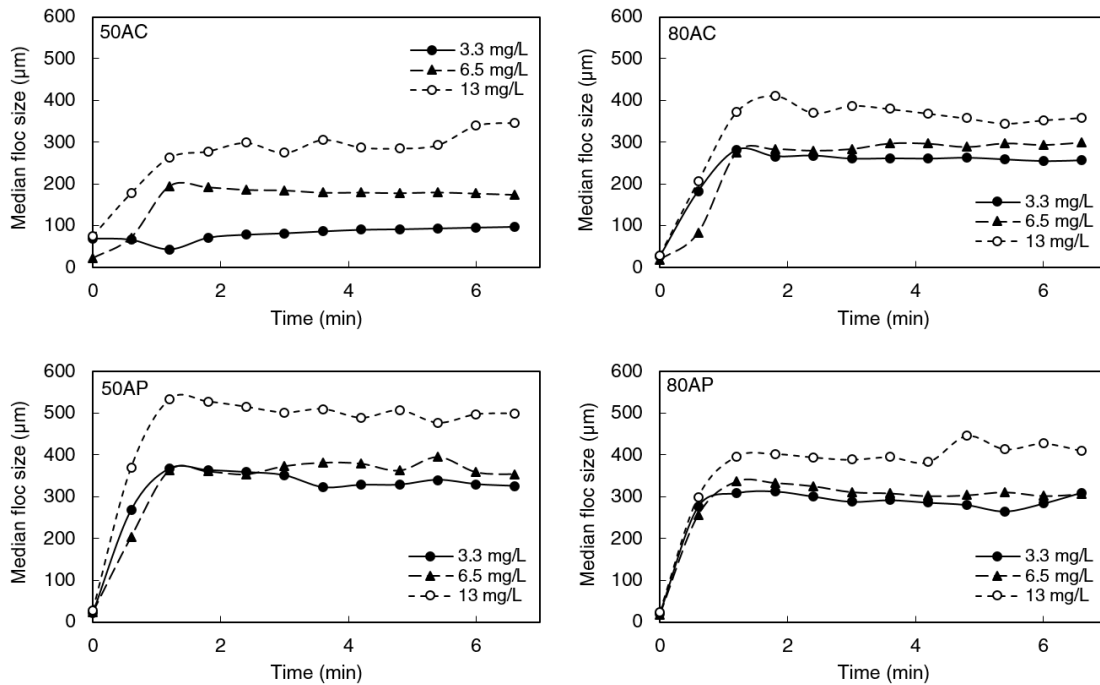 50AC
600
500
400
300
200
100
0
Median floc size (µm)
3.3 mg/L
6.5 mg/L
13 mg/L
0 2 4 6
Time (min)
80AC
600
500
400
300
200
100
0
Median floc size (µm)
3.3 mg/L
6.5 mg/L
13 mg/L
0 2 4 6
Time (min)
50AP
600
500
400
300
200
100
0
Median floc size (µm)
3.3 mg/L
6.5 mg/L
13 mg/L
0 2 4 6
Time (min)
80AP
600
500
400
300
200
100
0
Median floc size (µm)
3.3 mg/L
6.5 mg/L
13 mg/L
0 2 4 6
Time (min)